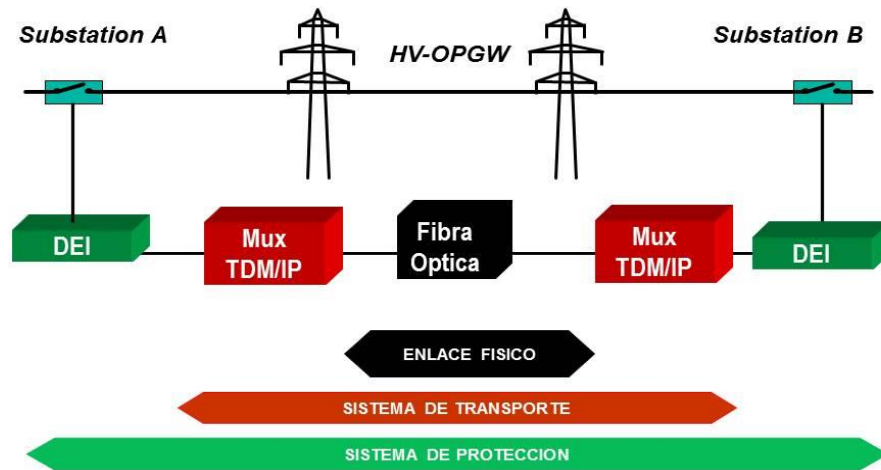 Substation A
HV-OPGW
Substation B
DEI
Mux
TDM/IP
Fibra
Optica
Mux
TDM/IP
DEI
ENLACE FISICO
SISTEMA DE TRANSPORTE
SISTEMA DE PROTECCION